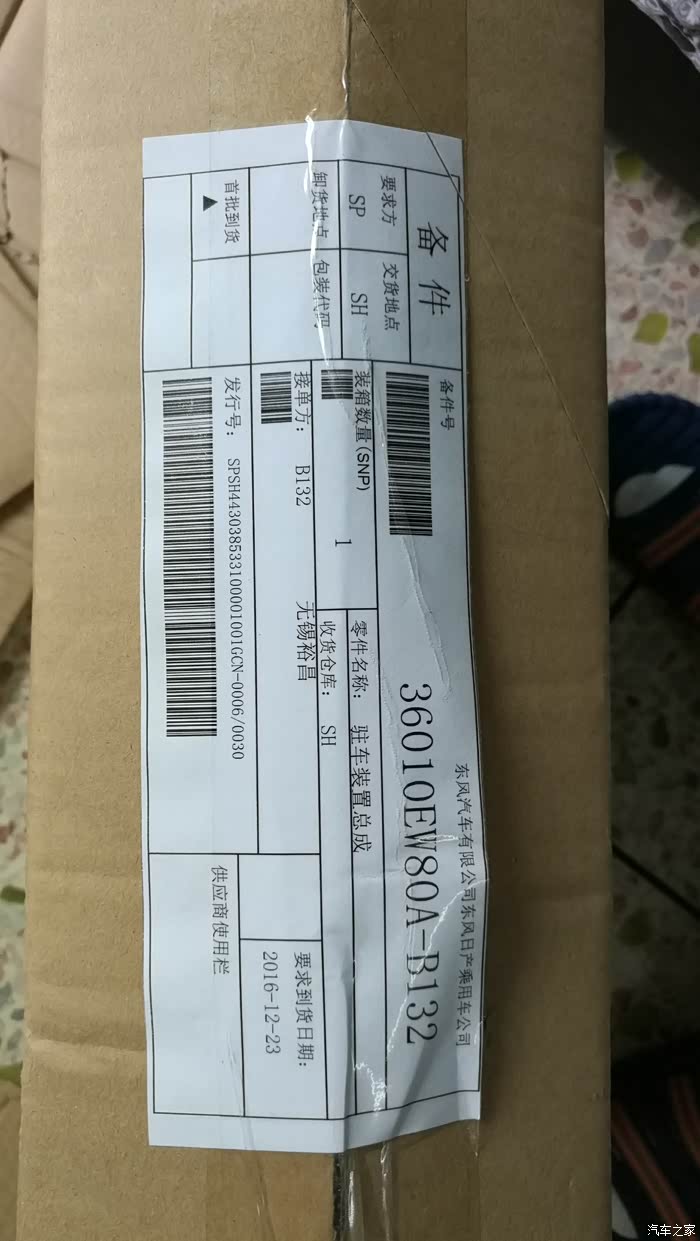 东风汽车有限公司东风日产乘用车公司
备件
备件号
36010EW80A-B132
要求方
交货地点
SP
SH
装箱数量(SNP)
1
零件名称: 驻车装置总成
收货仓库: SH
卸货地点
包装代码
接单方: B132
无锡裕昌
要求到货日期:
2016-12-23
首批到货
▲
发行号: SPSH44303853310000100​1GCN-0006/0030
供应商使用栏
汽车之家